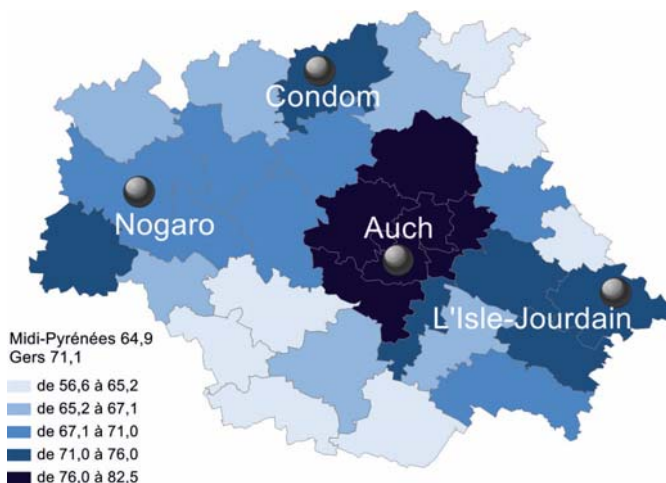 Condom
Nogaro
Auch
L'Isle-Jourdain
Midi-Pyrénées 64,9
Gers 71,1
de 56,6 à 65,2
de 65,2 à 67,1
de 67,1 à 71,0
de 71,0 à 76,0
de 76,0 à 82,5